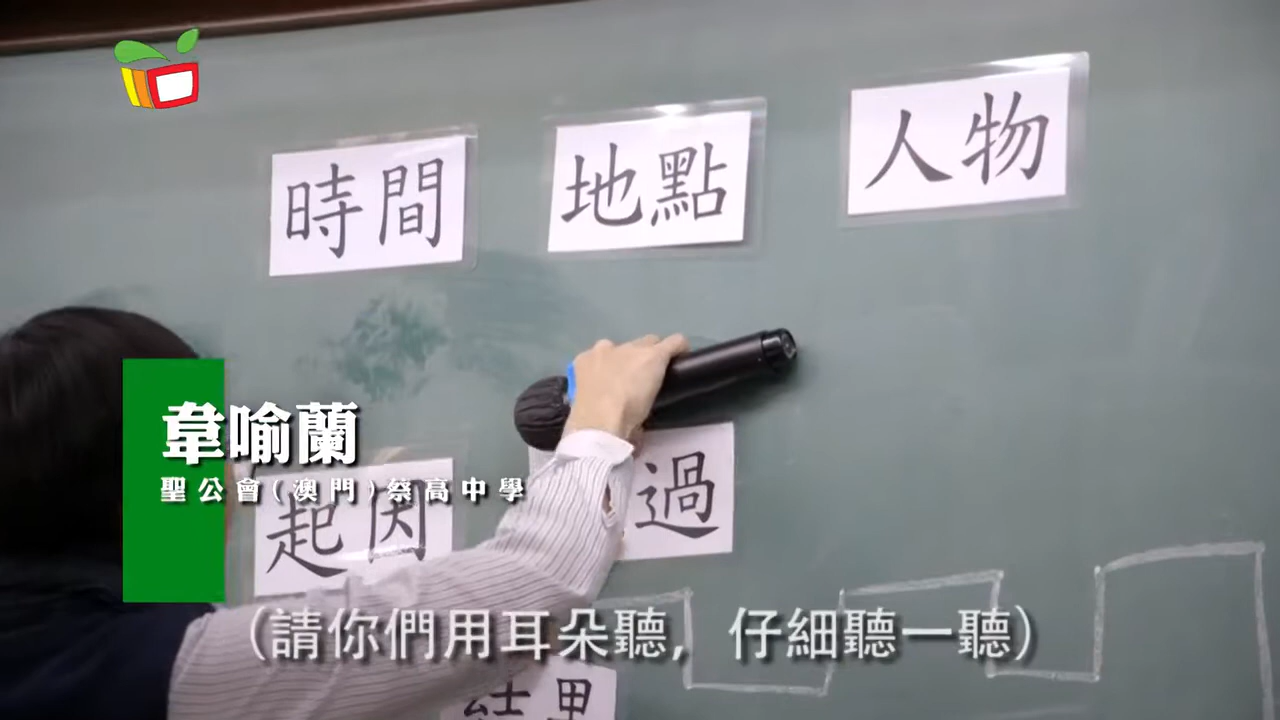 時間
地點
人物
韋喻蘭
聖公會(澳門)蔡高中學
起因
過
(請你們用耳朵聽, 仔細聽一聽)